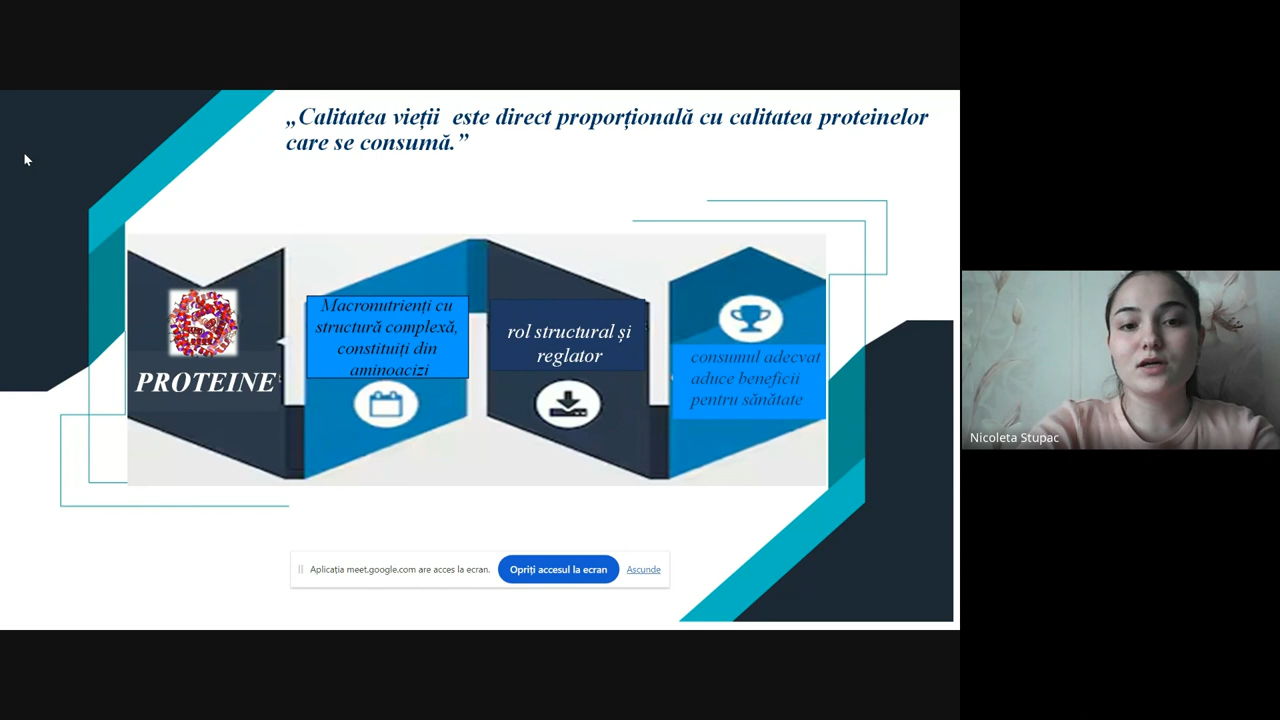 „Calitatea vieții este direct proporțională cu calitatea proteinelor
care se consumă.”
PROTEINE
Macronutrienți cu
structură complexă,
constituiți din
aminoacizi
rol structural și
reglator
consumul adecvat
aduce beneficii
pentru sănătate
Aplicația meet.google.com are acces la ecran.
Opriți accesul la ecran
Ascunde
Nicoleta Stupac